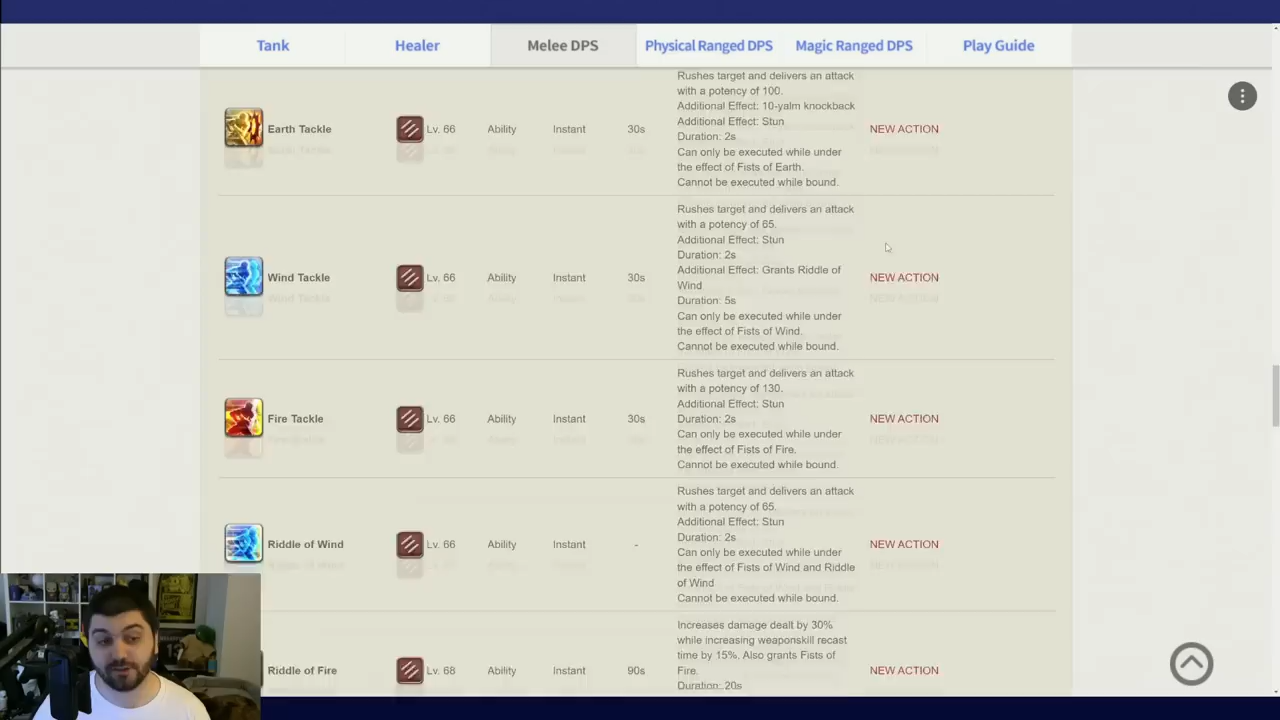 Tank
Healer
Melee DPS
Physical Ranged DPS
Magic Ranged DPS
Play Guide
Earth Tackle
Lv. 66
Ability
Instant
30s
Rushes target and delivers an attack
with a potency of 100.
Additional Effect: 10-yalm knockback
Additional Effect: Stun
Duration: 2s
Can only be executed while under
the effect of Fists of Earth.
Cannot be executed while bound.
NEW ACTION
Wind Tackle
Lv. 66
Ability
Instant
30s
Rushes target and delivers an attack
with a potency of 65.
Additional Effect: Stun
Duration: 2s
Additional Effect: Grants Riddle of
Wind
Duration: 5s
Can only be executed while under
the effect of Fists of Wind.
Cannot be executed while bound.
NEW ACTION
Fire Tackle
Lv. 66
Ability
Instant
30s
Rushes target and delivers an attack
with a potency of 130.
Additional Effect: Stun
Duration: 2s
Can only be executed while under
the effect of Fists of Fire.
Cannot be executed while bound.
NEW ACTION
Riddle of Wind
Lv. 66
Ability
Instant
-
Rushes target and delivers an attack
with a potency of 65.
Additional Effect: Stun
Duration: 2s
Can only be executed while under
the effect of Fists of Wind and Riddle
of Wind
Cannot be executed while bound.
NEW ACTION
Riddle of Fire
Lv. 68
Ability
Instant
90s
Increases damage dealt by 30%
while increasing weaponskill recast
time by 15%. Also grants Fists of
Fire.
Duration: 20s
NEW ACTION